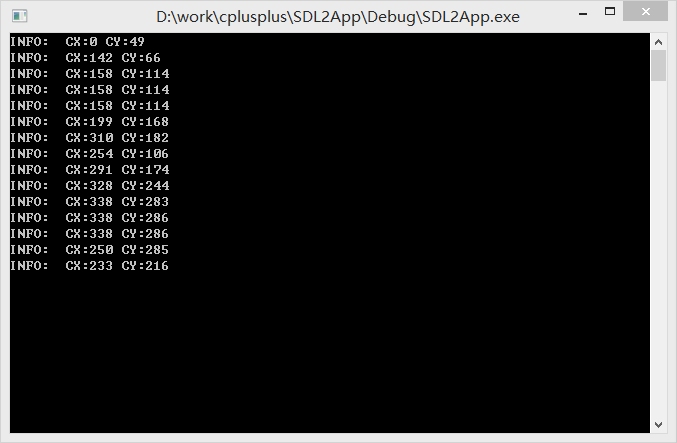 D:\work\cplusplus\SDL2App\Debug\SDL2App.exe
INFO:  CX:0 CY:49
INFO:  CX:142 CY:66
INFO:  CX:158 CY:114
INFO:  CX:158 CY:114
INFO:  CX:158 CY:114
INFO:  CX:199 CY:168
INFO:  CX:310 CY:182
INFO:  CX:254 CY:106
INFO:  CX:291 CY:174
INFO:  CX:328 CY:244
INFO:  CX:338 CY:283
INFO:  CX:338 CY:286
INFO:  CX:338 CY:286
INFO:  CX:250 CY:285
INFO:  CX:233 CY:216